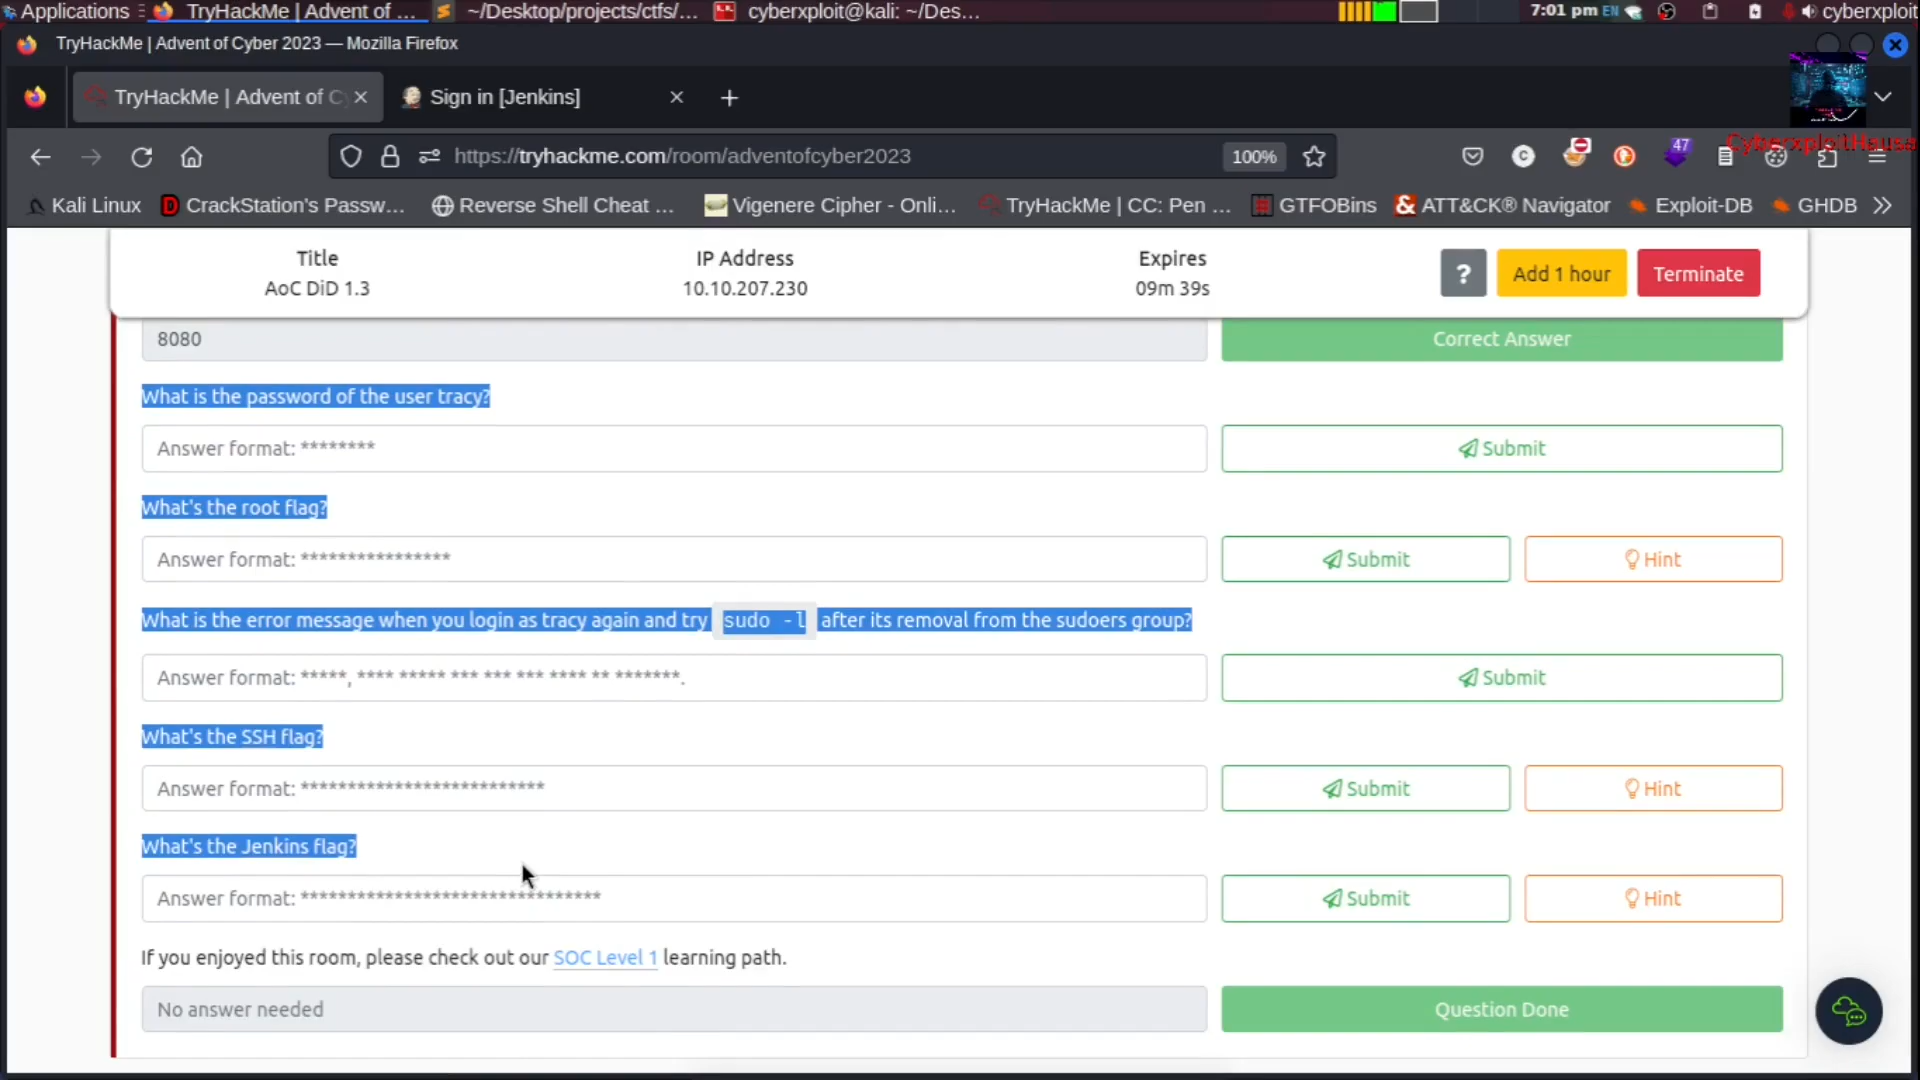 Applications TryHackMe | Advent of ... ~/Desktop/projects/ctfs/... cyberxploit@kali: ~/Des... 7:01 pm EN cyberxploit
TryHackMe | Advent of Cyber 2023 — Mozilla Firefox
TryHackMe | Advent of C Sign in [Jenkins]
https://tryhackme.com/room/adventofcyber2023 100% 47
CyberxploitHausa
Kali Linux CrackStation's Passw... Reverse Shell Cheat ... Vigenere Cipher - Onli... TryHackMe | CC: Pen ... GTFOBins ATT&CK® Navigator Exploit-DB GHDB
Title IP Address Expires
AoC DiD 1.3 10.10.207.230 09m 39s ? Add 1 hour Terminate
8080 Correct Answer
What is the password of the user tracy?
Answer format: ******** Submit
What's the root flag?
Answer format: **************** Submit Hint
What is the error message when you login as tracy again and try sudo -l after its removal from the sudoers group?
Answer format: *****, **** ***** *** *** *** **** ** *******. Submit
What's the SSH flag?
Answer format: ************************** Submit Hint
What's the Jenkins flag?
Answer format: ******************************** Submit Hint
If you enjoyed this room, please check out our SOC Level 1 learning path.
No answer needed Question Done